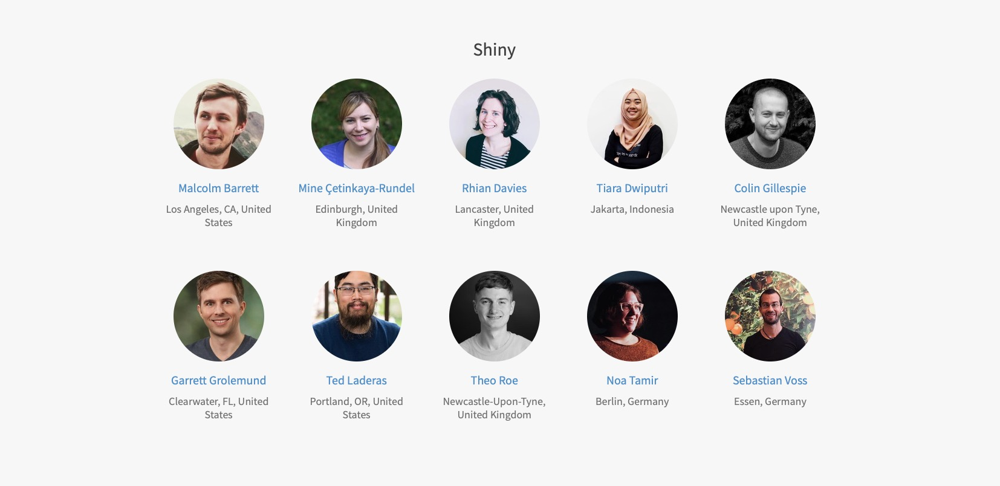 Shiny
Malcolm Barrett
Los Angeles, CA, United
States
Mine Çetinkaya-Rundel
Edinburgh, United
Kingdom
Rhian Davies
Lancaster, United
Kingdom
Tiara Dwiputri
Jakarta, Indonesia
Colin Gillespie
Newcastle upon Tyne,
United Kingdom
Garrett Grolemund
Clearwater, FL, United
States
Ted Laderas
Portland, OR, United
States
Theo Roe
Newcastle-Upon-Tyne,
United Kingdom
Noa Tamir
Berlin, Germany
Sebastian Voss
Essen, Germany